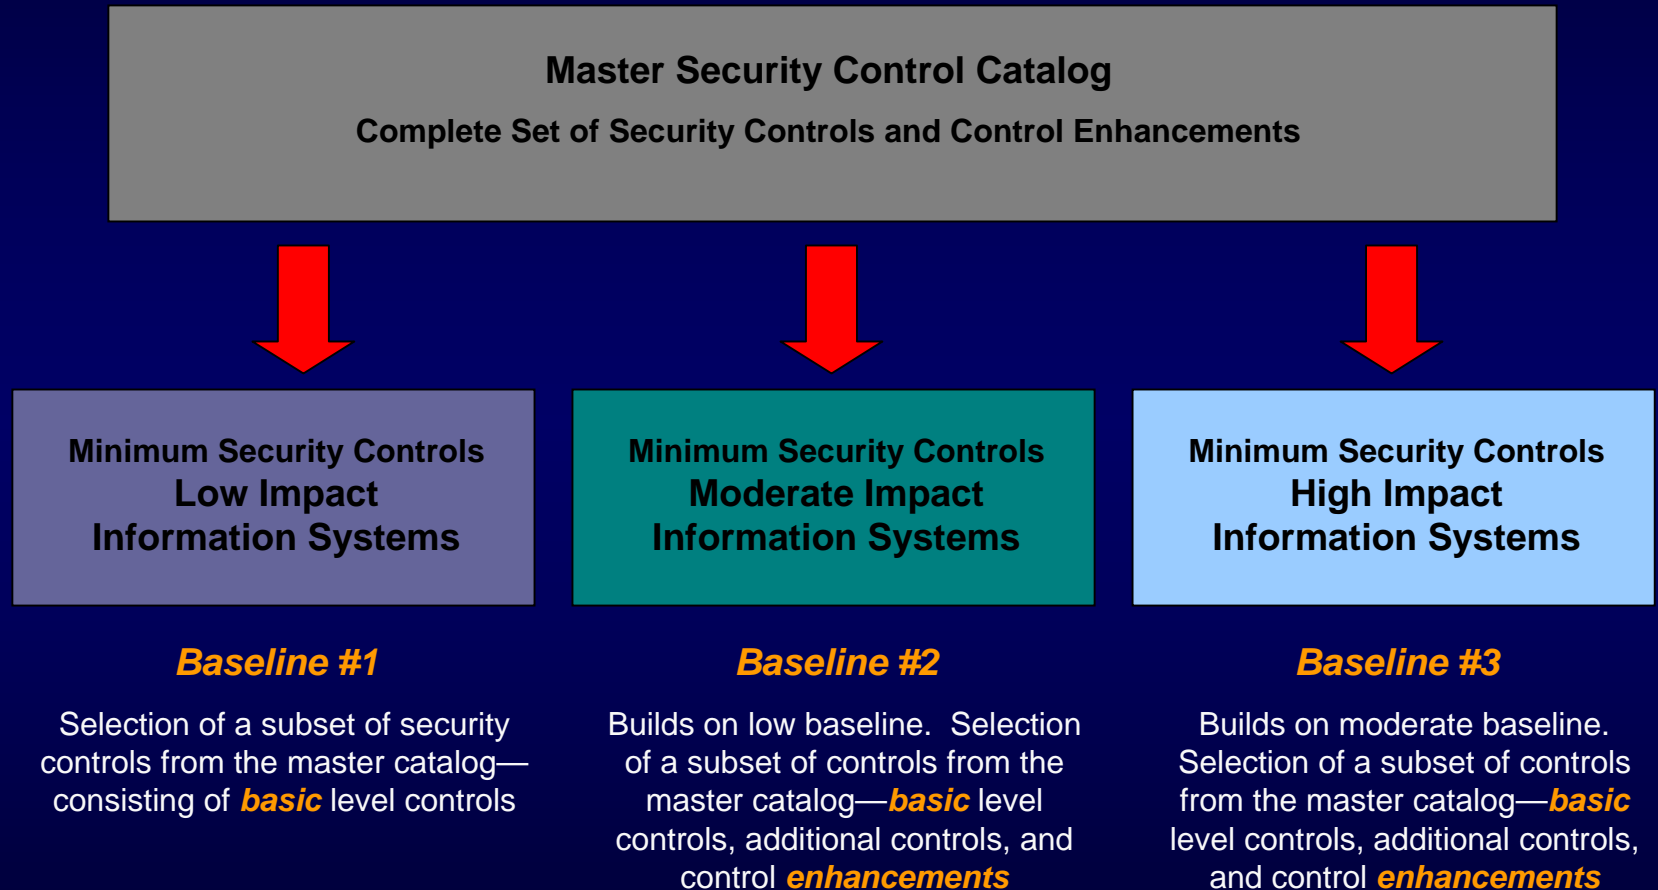 Master Security Control Catalog
Complete Set of Security Controls and Control Enhancements
Minimum Security Controls
Low Impact
Information Systems
Minimum Security Controls
Moderate Impact
Information Systems
Minimum Security Controls
High Impact
Information Systems
Baseline #1
Selection of a subset of security
controls from the master catalog—
consisting of basic level controls
Baseline #2
Builds on low baseline.  Selection
of a subset of controls from the
master catalog—basic level
controls, additional controls, and
control enhancements
Baseline #3
Builds on moderate baseline.
Selection of a subset of controls
from the master catalog—basic
level controls, additional controls,
and control enhancements